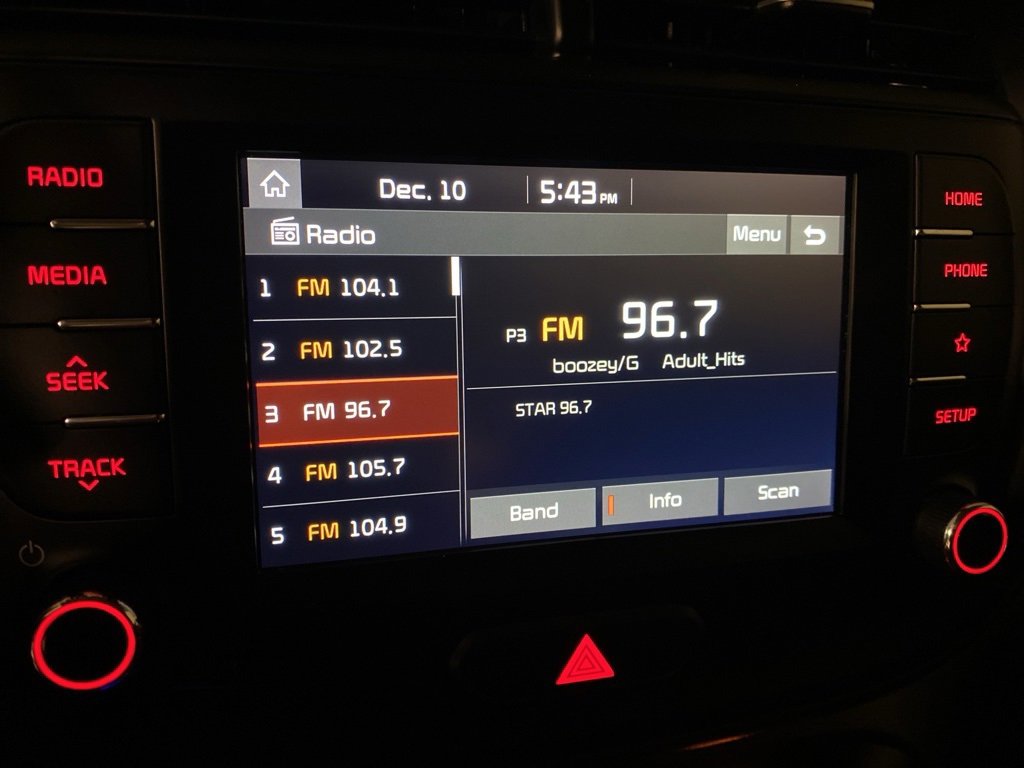 RADIO
MEDIA
SEEK
TRACK
Dec. 10
5:43 PM
Radio
Menu
1 FM 104.1
2 FM 102.5
3 FM 96.7
4 FM 105.7
5 FM 104.9
P3 FM 96.7
boozey/G Adult_Hits
STAR 96.7
Band
Info
Scan
HOME
PHONE
SETUP